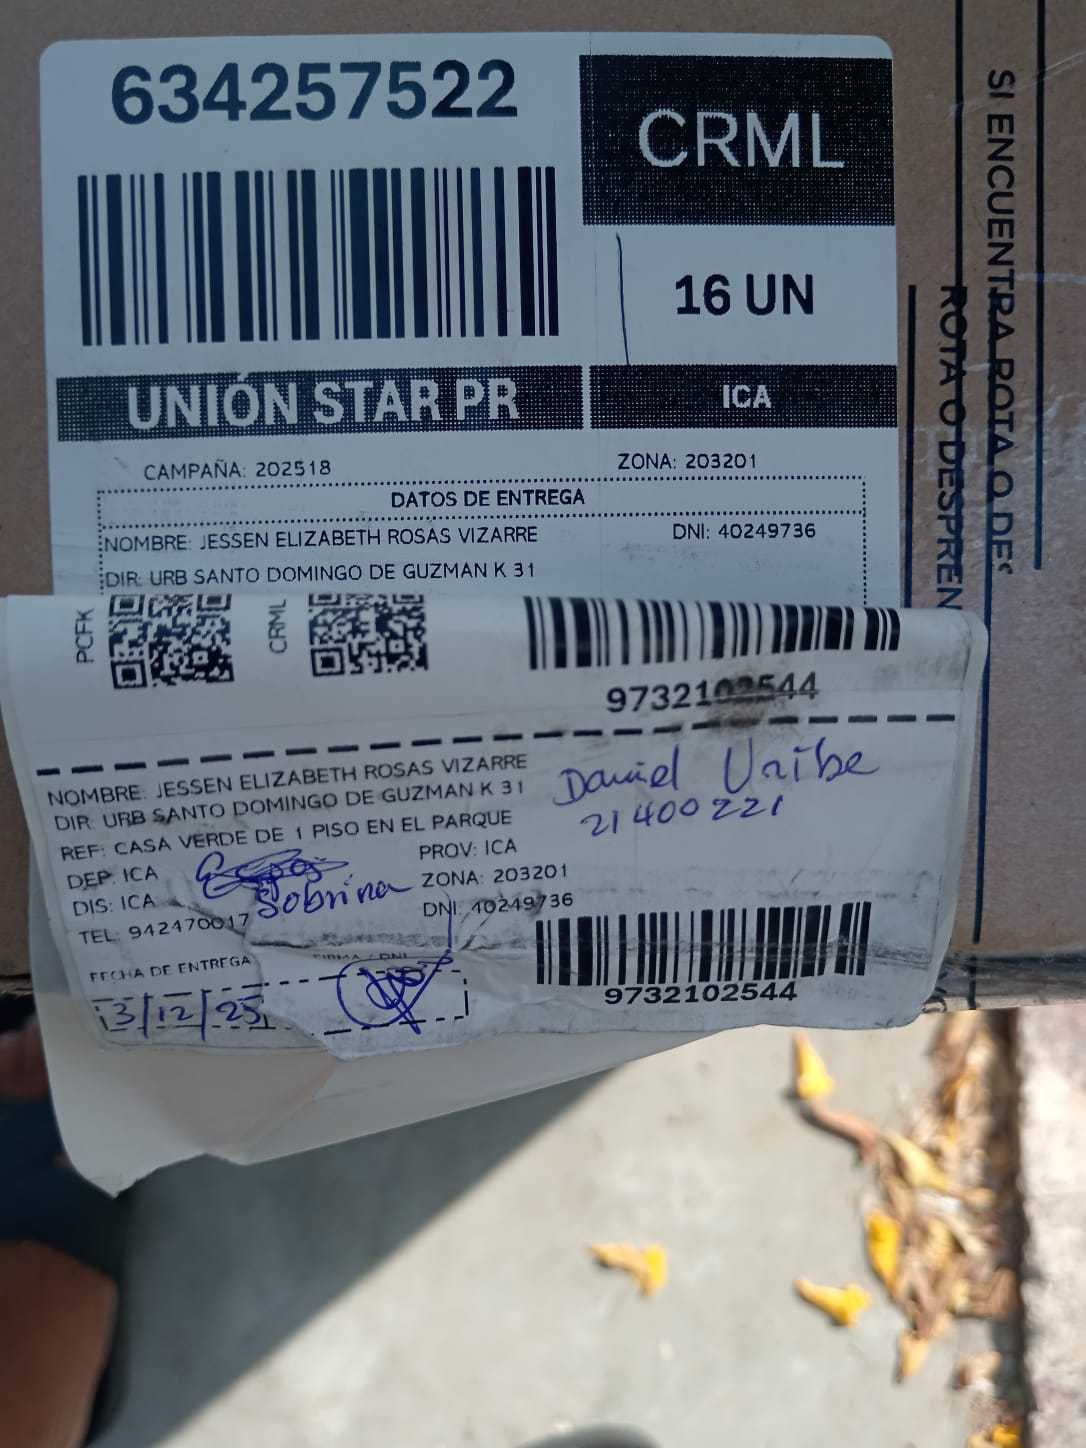 634257522
CRML
16 UN
UNIÓN STAR PR
ICA
CAMPAÑA: 202518
ZONA: 203201
DATOS DE ENTREGA
NOMBRE: JESSEN ELIZABETH ROSAS VIZARRE
DNI: 40249736
DIR: URB SANTO DOMINGO DE GUZMAN K 31
PCFK
CRML
9732102544
NOMBRE: JESSEN ELIZABETH ROSAS VIZARRE
DIR: URB SANTO DOMINGO DE GUZMAN K 31
REF: CASA VERDE DE 1 PISO EN EL PARQUE
DEP: ICA
PROV: ICA
DIS: ICA
ZONA: 203201
TEL: 942470017
DNI: 40249736
Daniel Uribe
21400221
Sobrina
FECHA DE ENTREGA
FIRMA / DNI
3/12/25
9732102544
SI ENCUENTRA ROTA O DES
ROTA O DESPREN